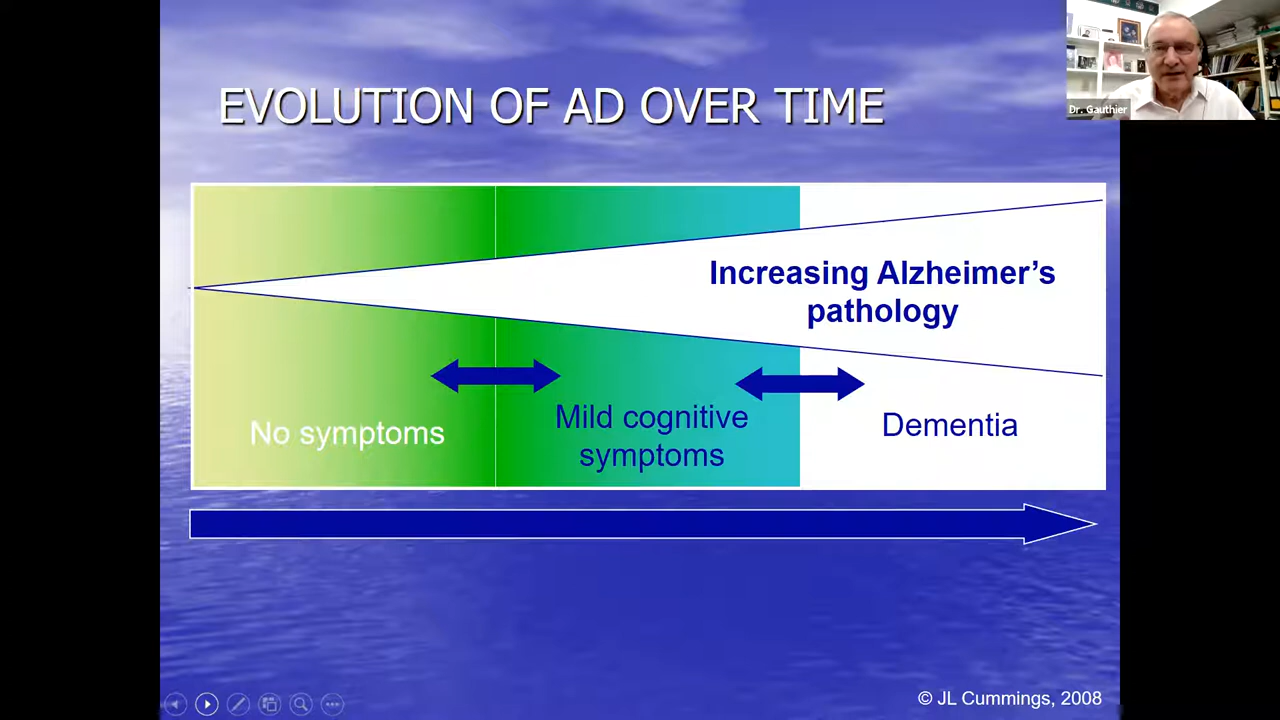 Dr. Gauthier
EVOLUTION OF AD OVER TIME
Increasing Alzheimer’s
pathology
No symptoms
Mild cognitive
symptoms
Dementia
© JL Cummings, 2008